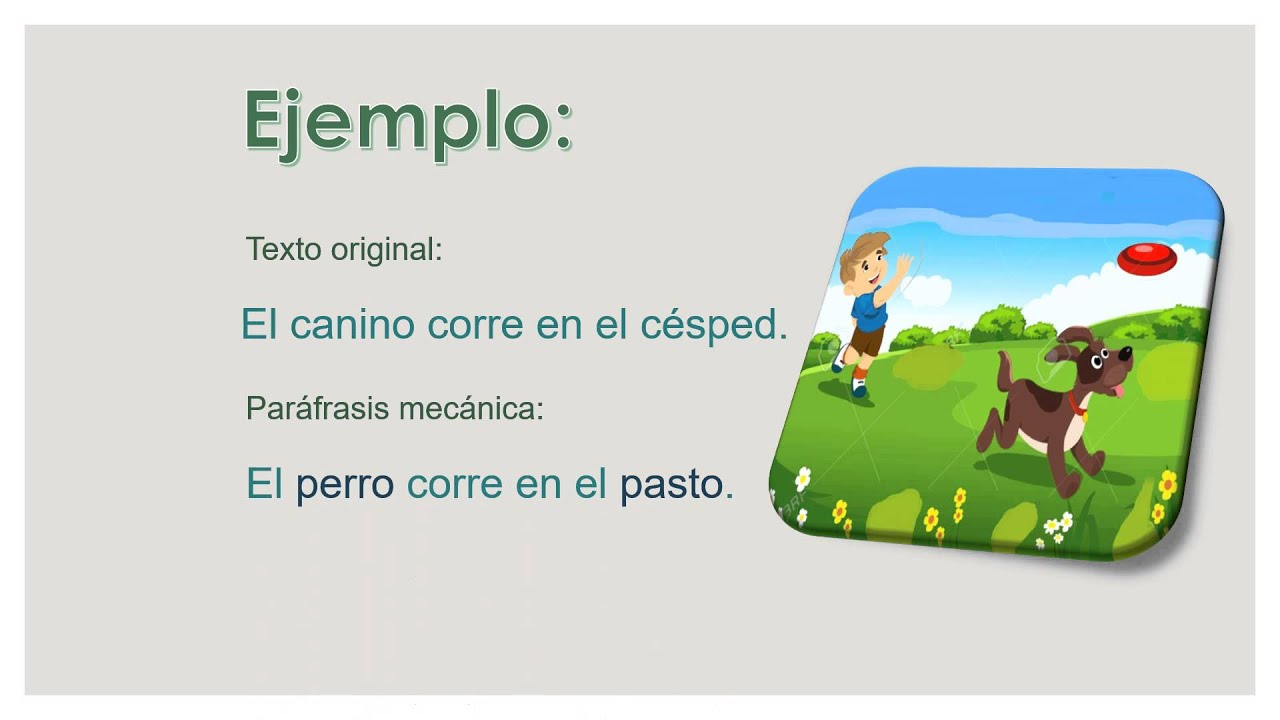 Ejemplo:
Texto original:
El canino corre en el césped.
Paráfrasis mecánica:
El perro corre en el pasto.